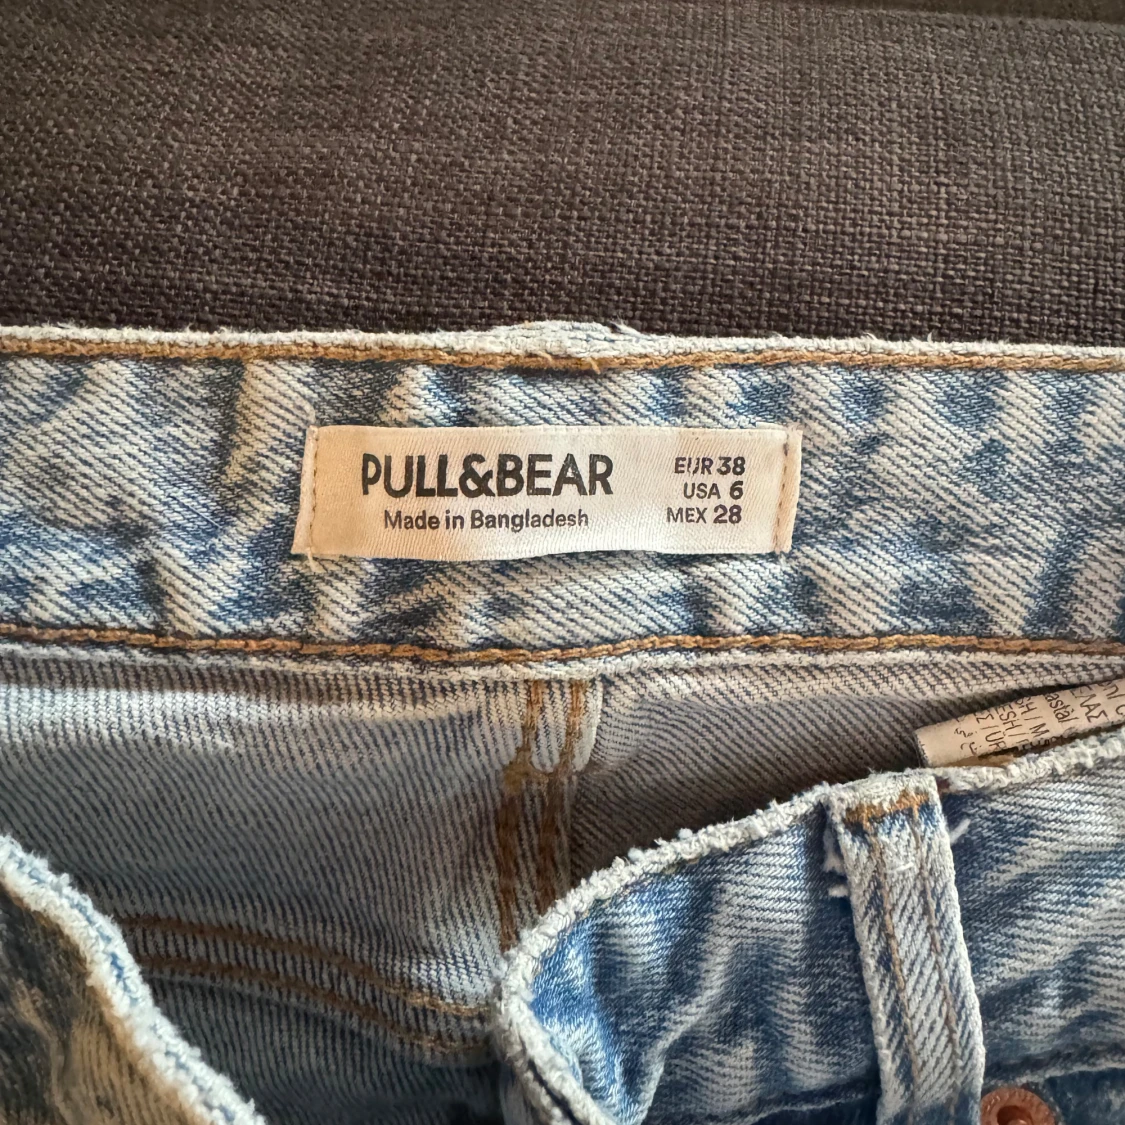 PULL&BEAR
Made in Bangladesh
EUR 38
USA 6
MEX 28